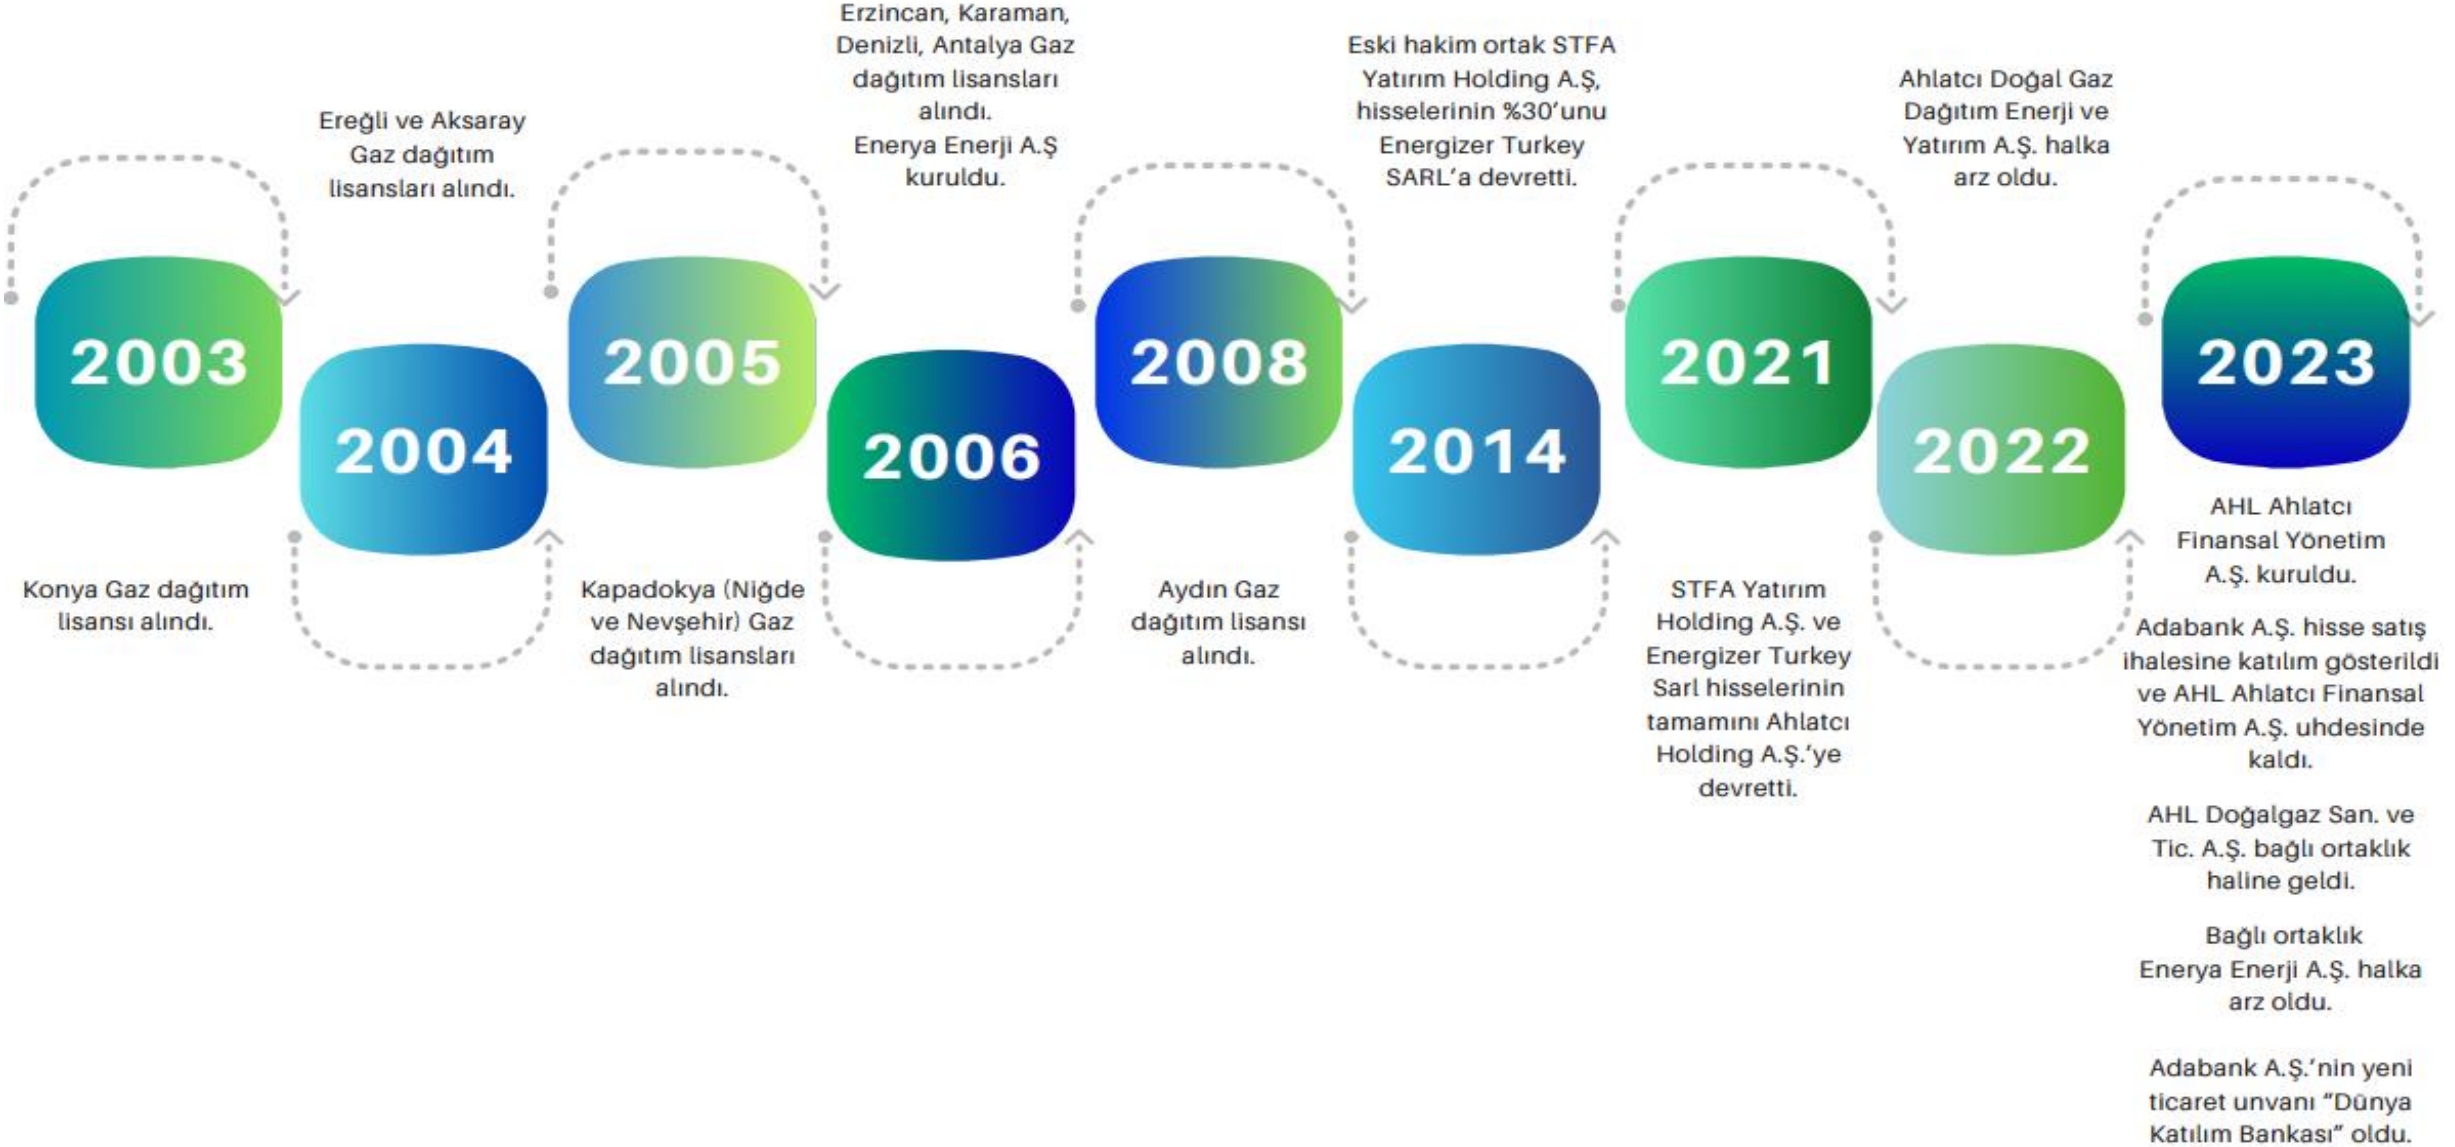 2003
Konya Gaz dağıtım
lisansı alındı.
Ereğli ve Aksaray
Gaz dağıtım
lisansları alındı.
2004
2005
Kapadokya (Niğde
ve Nevşehir) Gaz
dağıtım lisansları
alındı.
Erzincan, Karaman,
Denizli, Antalya Gaz
dağıtım lisansları
alındı.
Enerya Enerji A.Ş
kuruldu.
2006
2008
Aydın Gaz
dağıtım lisansı
alındı.
Eski hakim ortak STFA
Yatırım Holding A.Ş,
hisselerinin %30’unu
Energizer Turkey
SARL’a devretti.
2014
2021
STFA Yatırım
Holding A.Ş. ve
Energizer Turkey
Sarl hisselerinin
tamamını Ahlatcı
Holding A.Ş.’ye
devretti.
Ahlatcı Doğal Gaz
Dağıtım Enerji ve
Yatırım A.Ş. halka
arz oldu.
2022
2023
AHL Ahlatcı
Finansal Yönetim
A.Ş. kuruldu.
Adabank A.Ş. hisse satış
ihalesine katılım gösterildi
ve AHL Ahlatcı Finansal
Yönetim A.Ş. uhdesinde
kaldı.
AHL Doğalgaz San. ve
Tic. A.Ş. bağlı ortaklık
haline geldi.
Bağlı ortaklık
Enerya Enerji A.Ş. halka
arz oldu.
Adabank A.Ş.’nin yeni
ticaret unvanı “Dünya
Katılım Bankası” oldu.